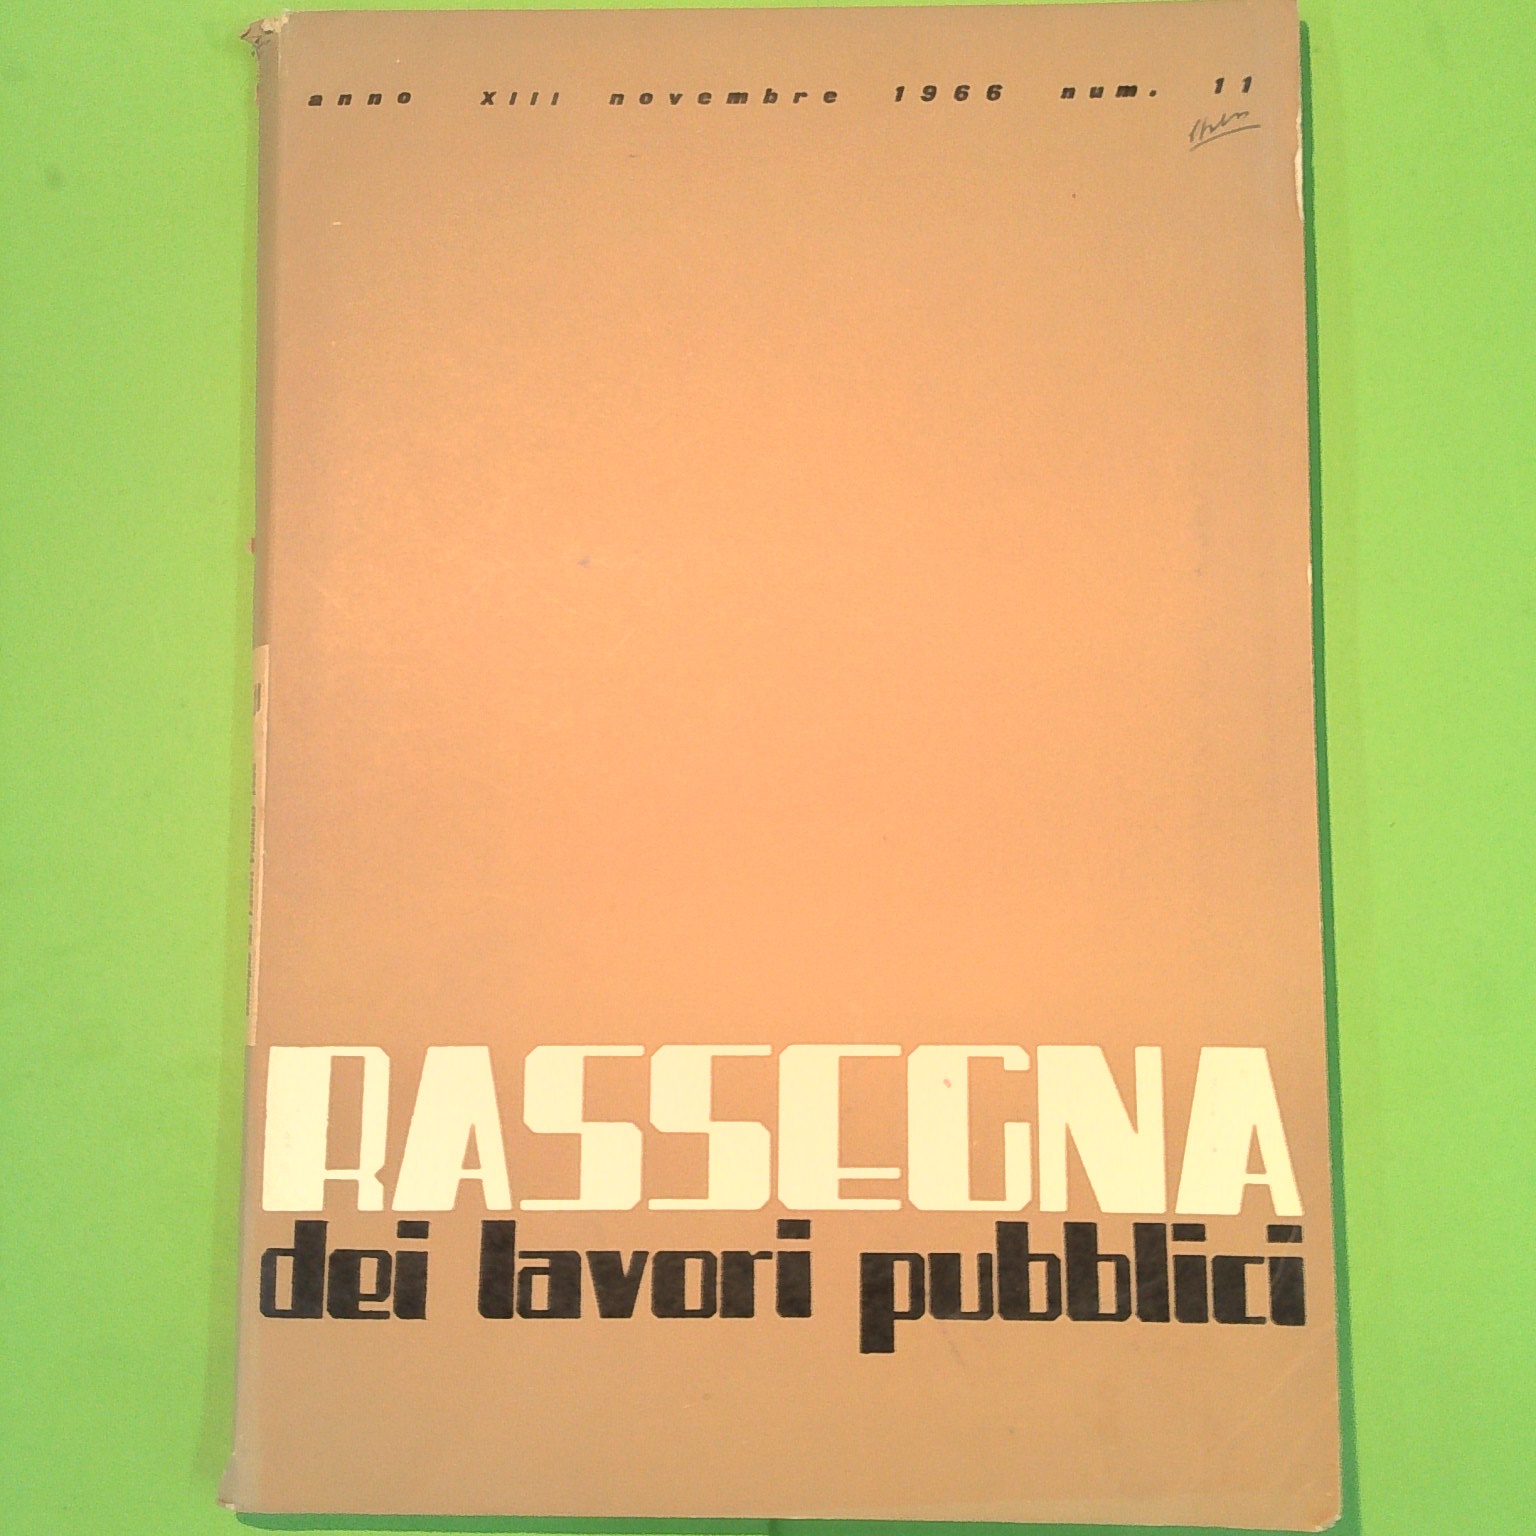 anno XIII novembre 1966 num. 11
RASSEGNA
dei lavori pubblici